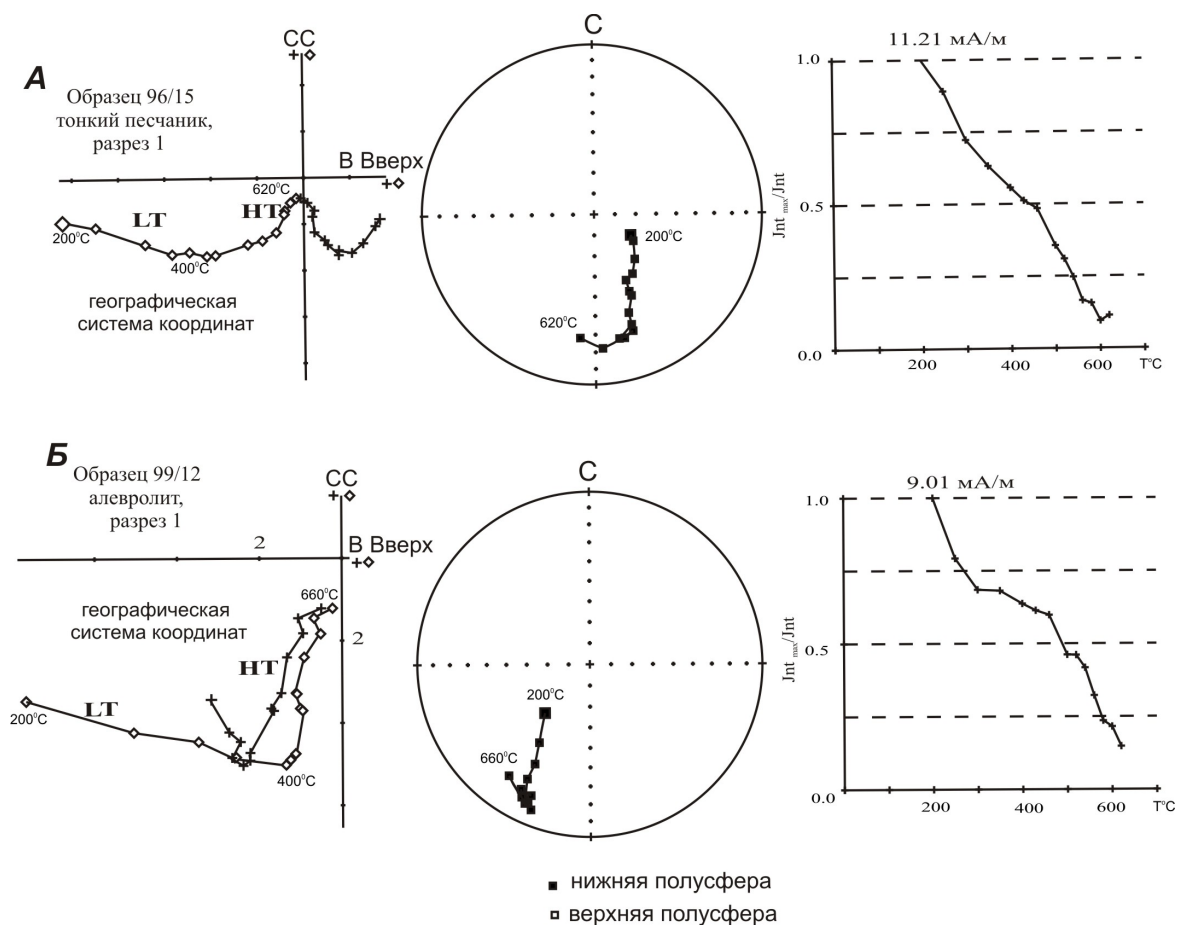 А
Образец 96/15
тонкий песчаник,
разрез 1
СС
В Вверх
620°C
LT
HT
200°C
400°C
географическая
система координат
С
200°C
620°C
11.21 мА/м
1.0
0.5
0.0
Jnt max/Jnt
200
400
600
T°C
Б
Образец 99/12
алевролит,
разрез 1
СС
2
В Вверх
660°C
географическая
система координат
2
HT
LT
200°C
400°C
С
200°C
660°C
9.01 мА/м
1.0
0.5
0.0
Jnt max/Jnt
200
400
600
T°C
нижняя полусфера
верхняя полусфера